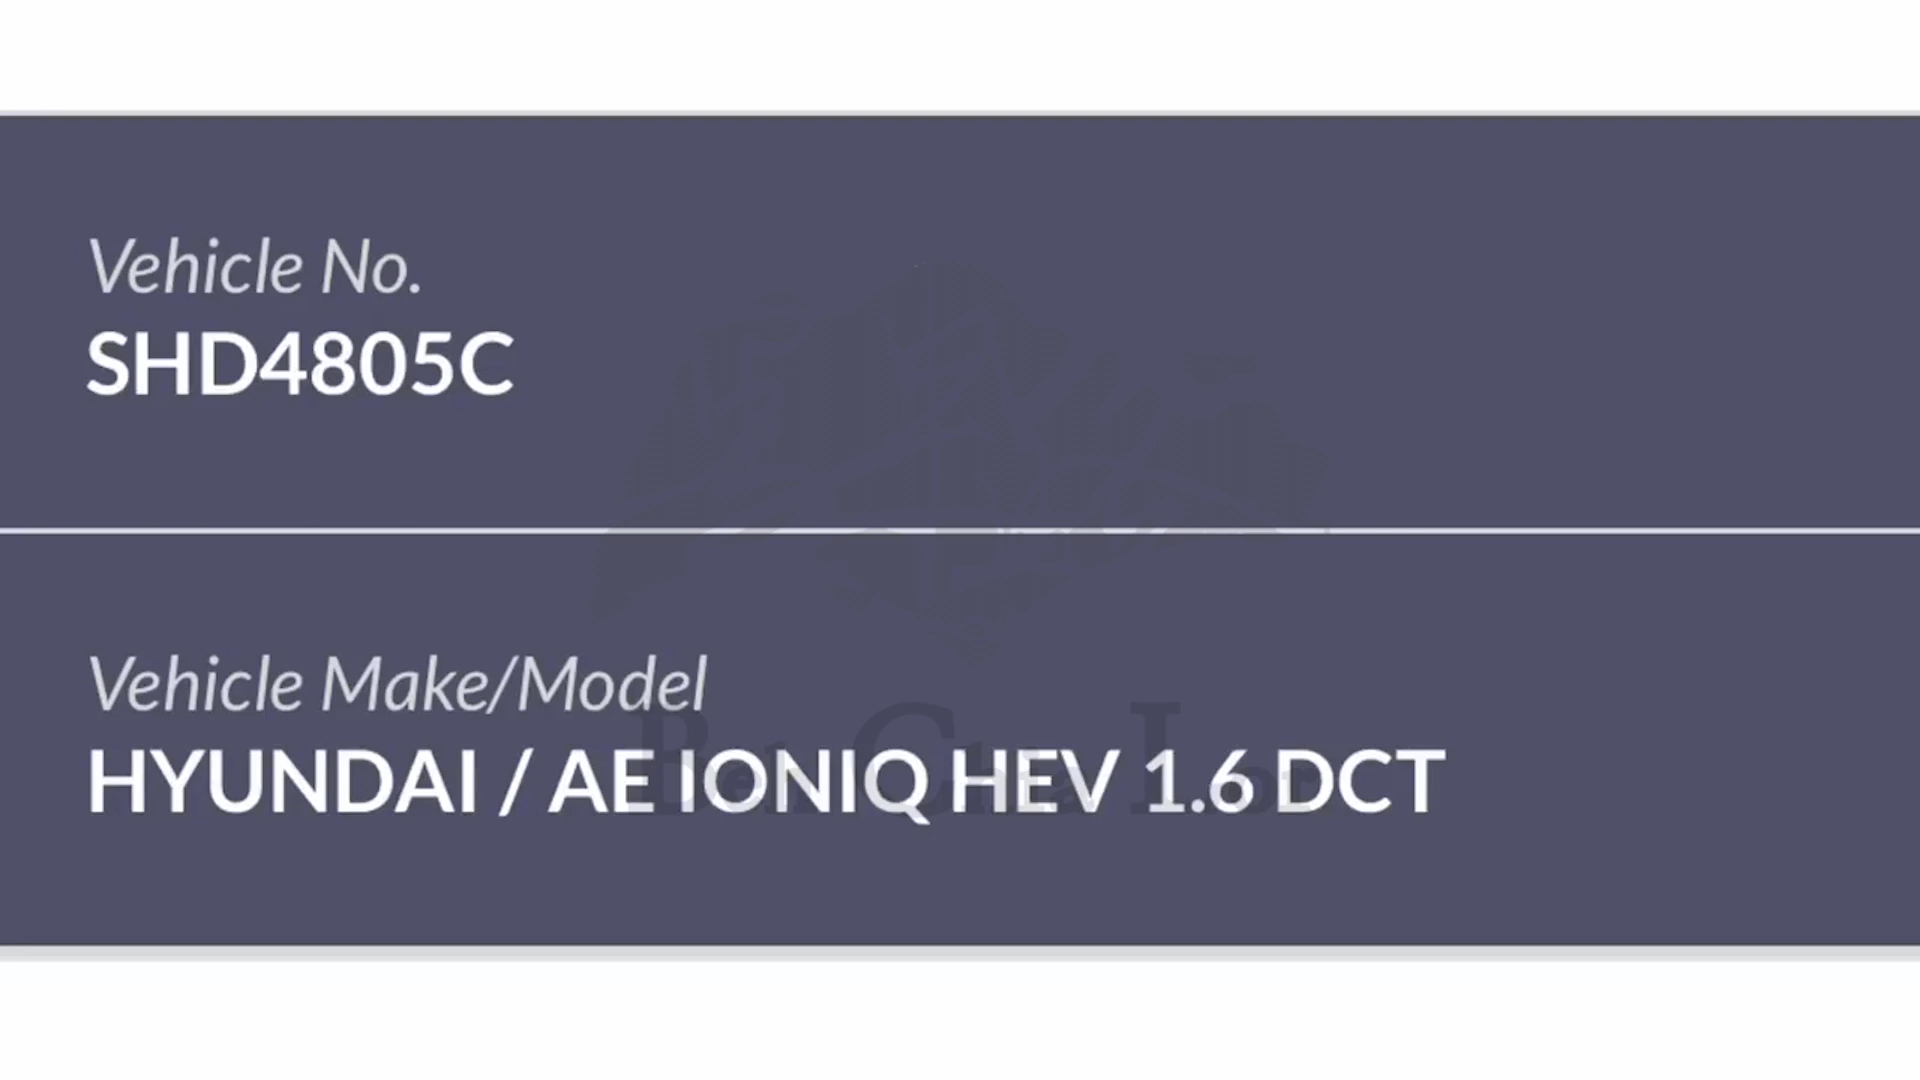 Vehicle No.
SHD4805C
Vehicle Make/Model
HYUNDAI / AE IONIQ HEV 1.6 DCT